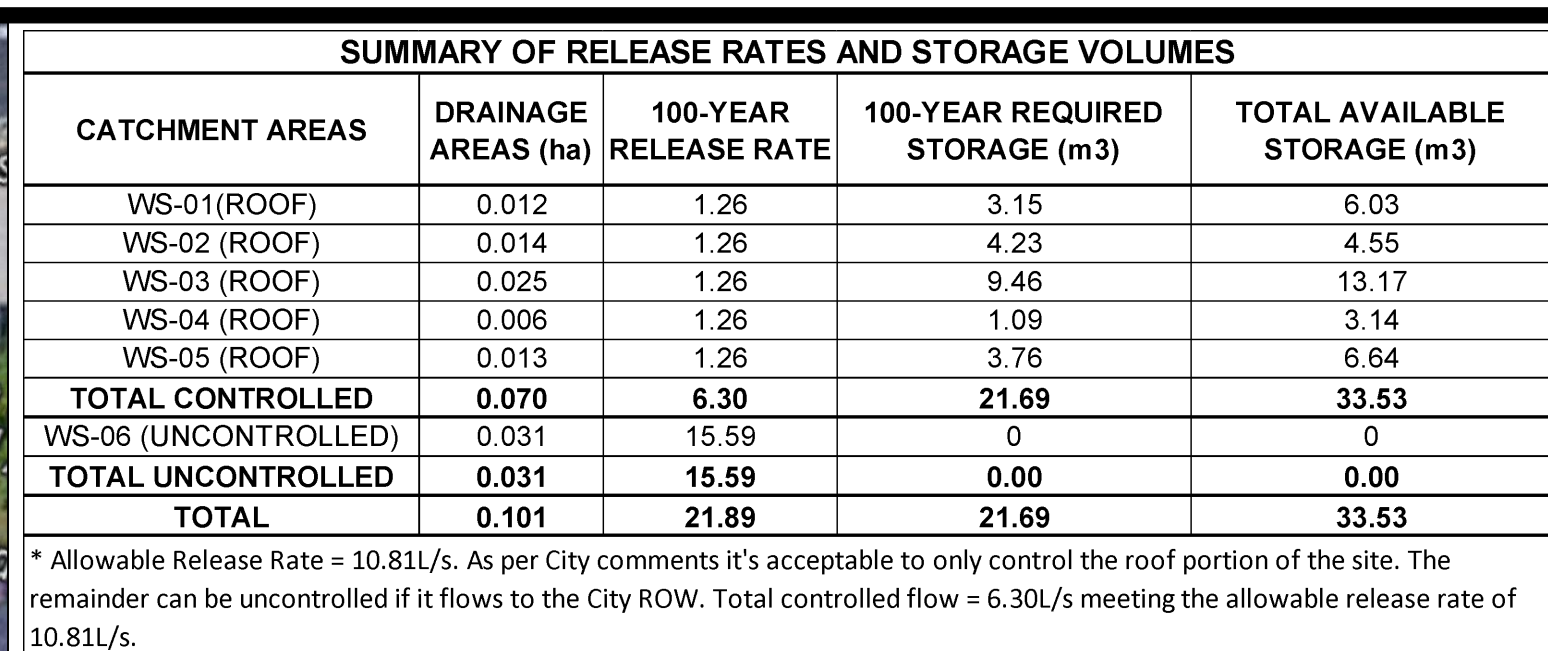 SUMMARY OF RELEASE RATES AND STORAGE VOLUMES
CATCHMENT AREAS DRAINAGE AREAS (ha) 100-YEAR RELEASE RATE 100-YEAR REQUIRED STORAGE (m3) TOTAL AVAILABLE STORAGE (m3)
WS-01(ROOF) 0.012 1.26 3.15 6.03
WS-02 (ROOF) 0.014 1.26 4.23 4.55
WS-03 (ROOF) 0.025 1.26 9.46 13.17
WS-04 (ROOF) 0.006 1.26 1.09 3.14
WS-05 (ROOF) 0.013 1.26 3.76 6.64
TOTAL CONTROLLED 0.070 6.30 21.69 33.53
WS-06 (UNCONTROLLED) 0.031 15.59 0 0
TOTAL UNCONTROLLED 0.031 15.59 0.00 0.00
TOTAL 0.101 21.89 21.69 33.53
* Allowable Release Rate = 10.81L/s. As per City comments it's acceptable to only control the roof portion of the site. The
remainder can be uncontrolled if it flows to the City ROW. Total controlled flow = 6.30L/s meeting the allowable release rate of
10.81L/s.